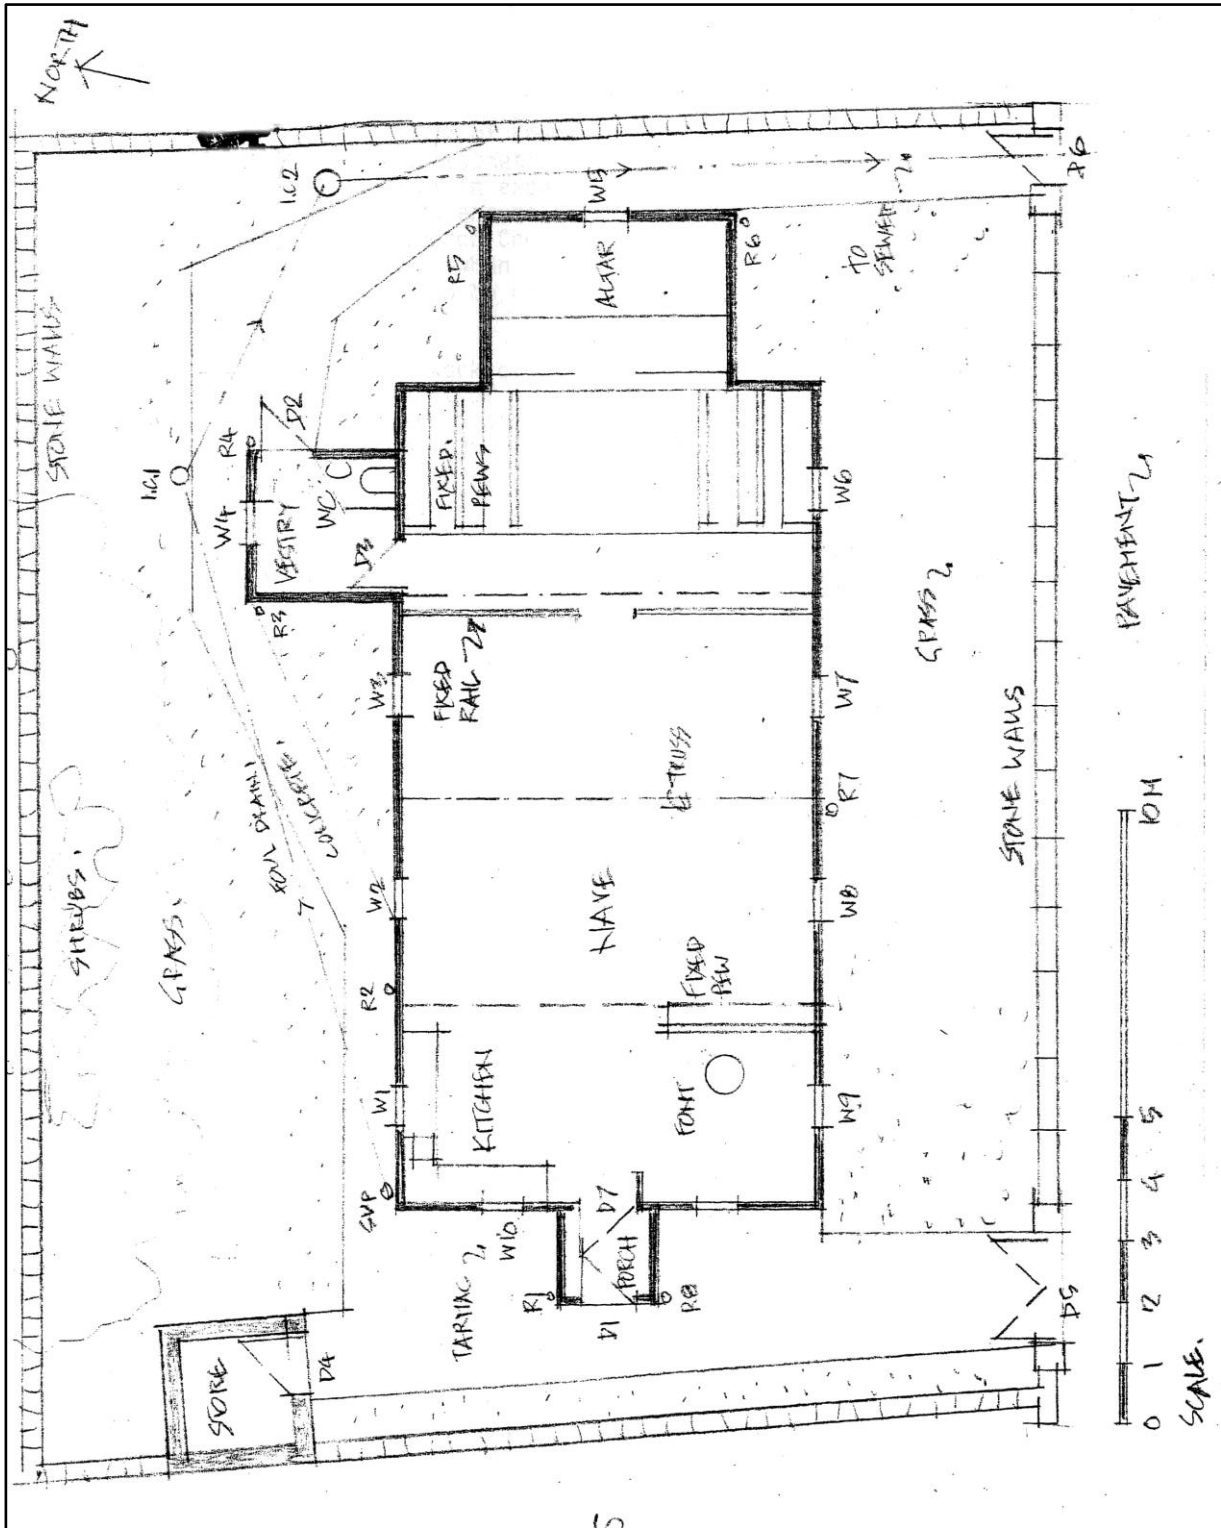 NORTH
STONE WALLS
SHRUBS.
GRASS.
I.C.1
I.C.2
FOUL DRAIN.
CONCRETE.
STORE
D4
SVP
W1
R2
W2
W3
R3
W4
R4
VESTRY
WC
D2
D3
R5
W5
R6
TO
SEWER
D6
ALTAR
FIXED
PEWS
FIXED
RAIL
W6
W7
R7
W8
W9
TRUSS
NAVE
FIXED
PEW
KITCHEN
FONT
TARMAC
W10
D7
PORCH
R1
D1
R8
D5
GRASS
STONE WALLS
PAVEMENT
0 1 2 3 4 5 10M
SCALE.